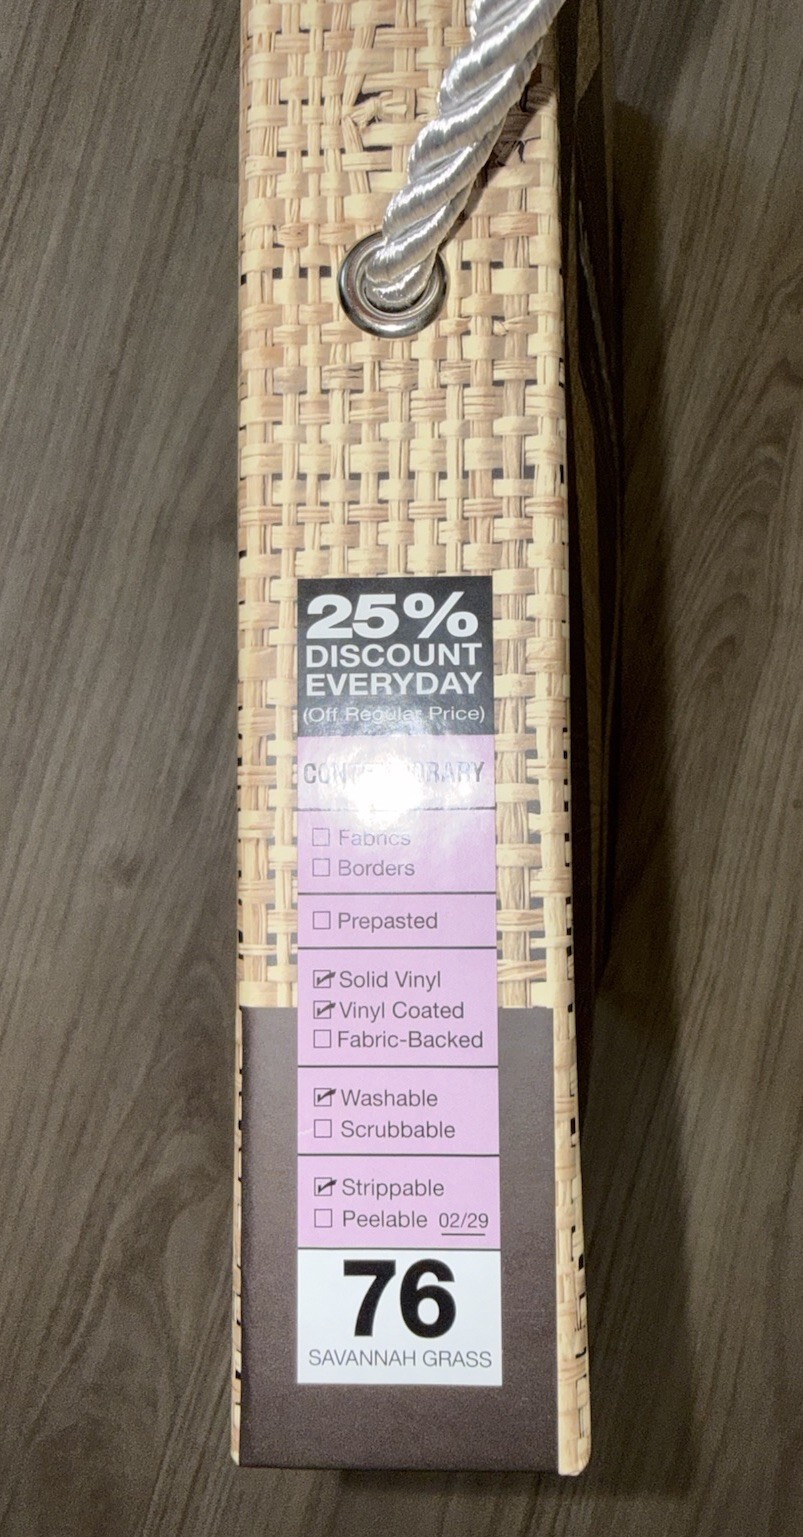 25%
DISCOUNT
EVERYDAY
(Off Regular Price)
CONTEMPORARY
Fabrics
Borders
Prepasted
Solid Vinyl
Vinyl Coated
Fabric-Backed
Washable
Scrubbable
Strippable
Peelable 02/29
76
SAVANNAH GRASS